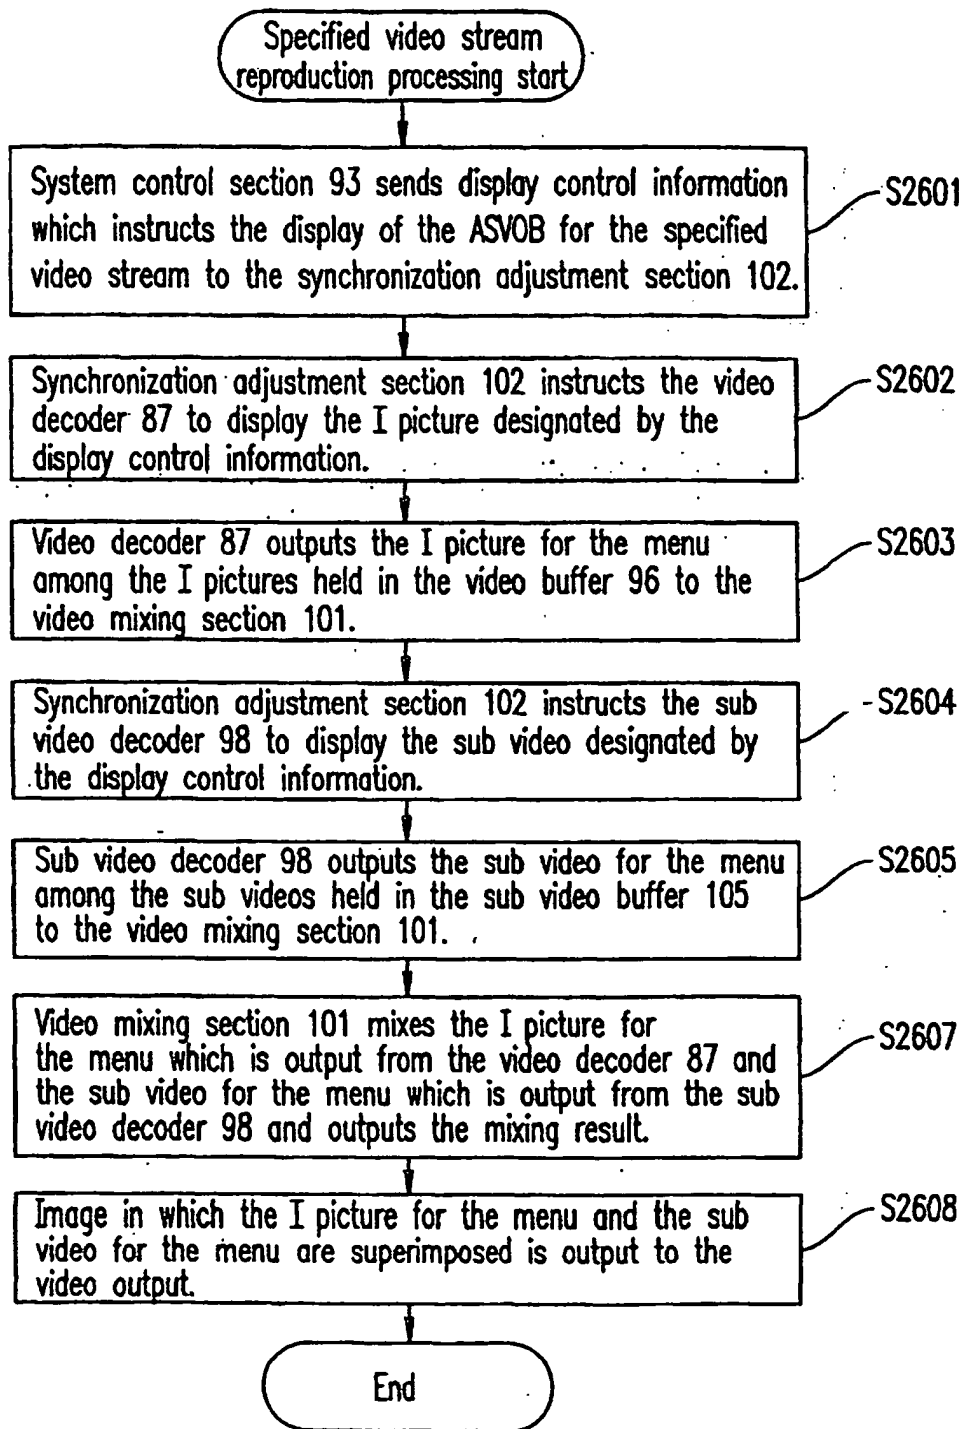 Specified video stream
reproduction processing start
System control section 93 sends display control information
which instructs the display of the ASVOB for the specified
video stream to the synchronization adjustment section 102.
S2601
Synchronization adjustment section 102 instructs the video
decoder 87 to display the I picture designated by the
display control information.
S2602
Video decoder 87 outputs the I picture for the menu
among the I pictures held in the video buffer 96 to the
video mixing section 101.
S2603
Synchronization adjustment section 102 instructs the sub
video decoder 98 to display the sub video designated by
the display control information.
S2604
Sub video decoder 98 outputs the sub video for the menu
among the sub videos held in the sub video buffer 105
to the video mixing section 101.
S2605
Video mixing section 101 mixes the I picture for
the menu which is output from the video decoder 87 and
the sub video for the menu which is output from the sub
video decoder 98 and outputs the mixing result.
S2607
Image in which the I picture for the menu and the sub
video for the menu are superimposed is output to the
video output.
S2608
End